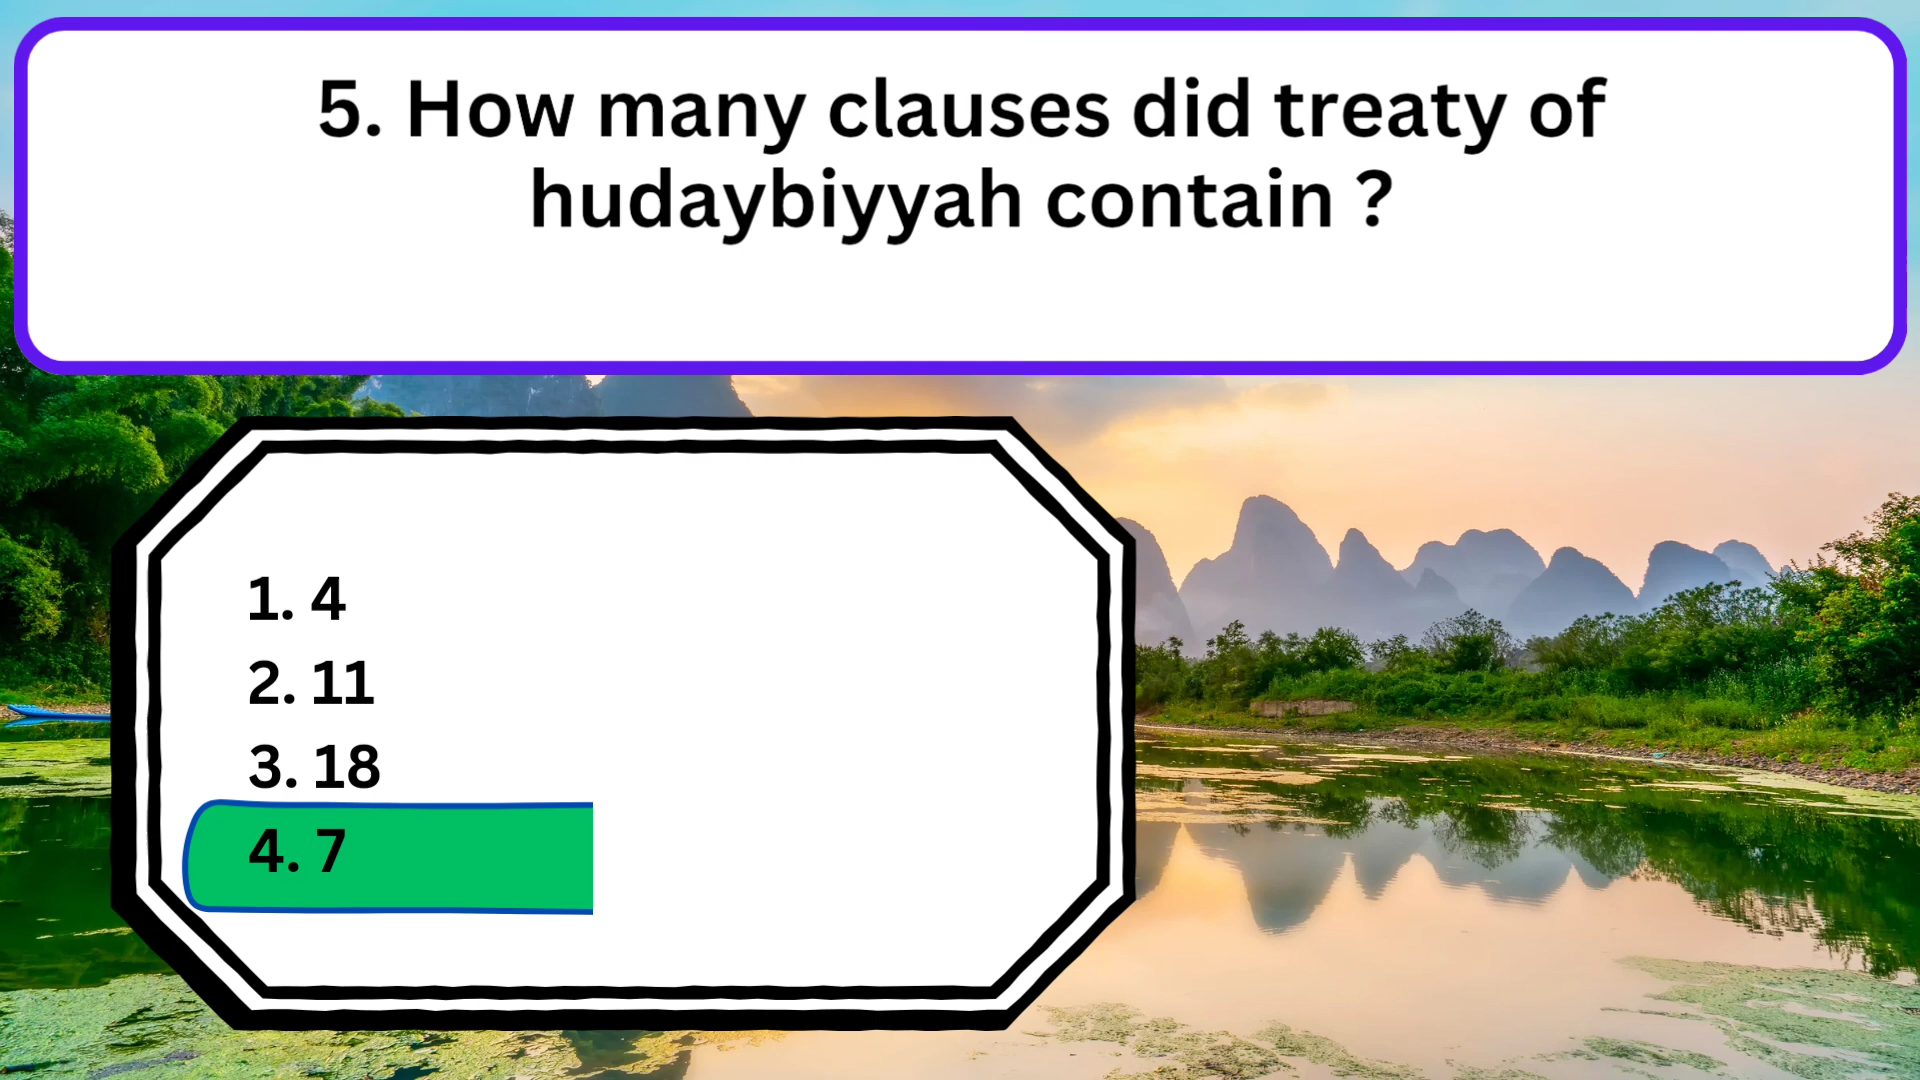 5. How many clauses did treaty of
hudaybiyyah contain ?
1. 4
2. 11
3. 18
4. 7